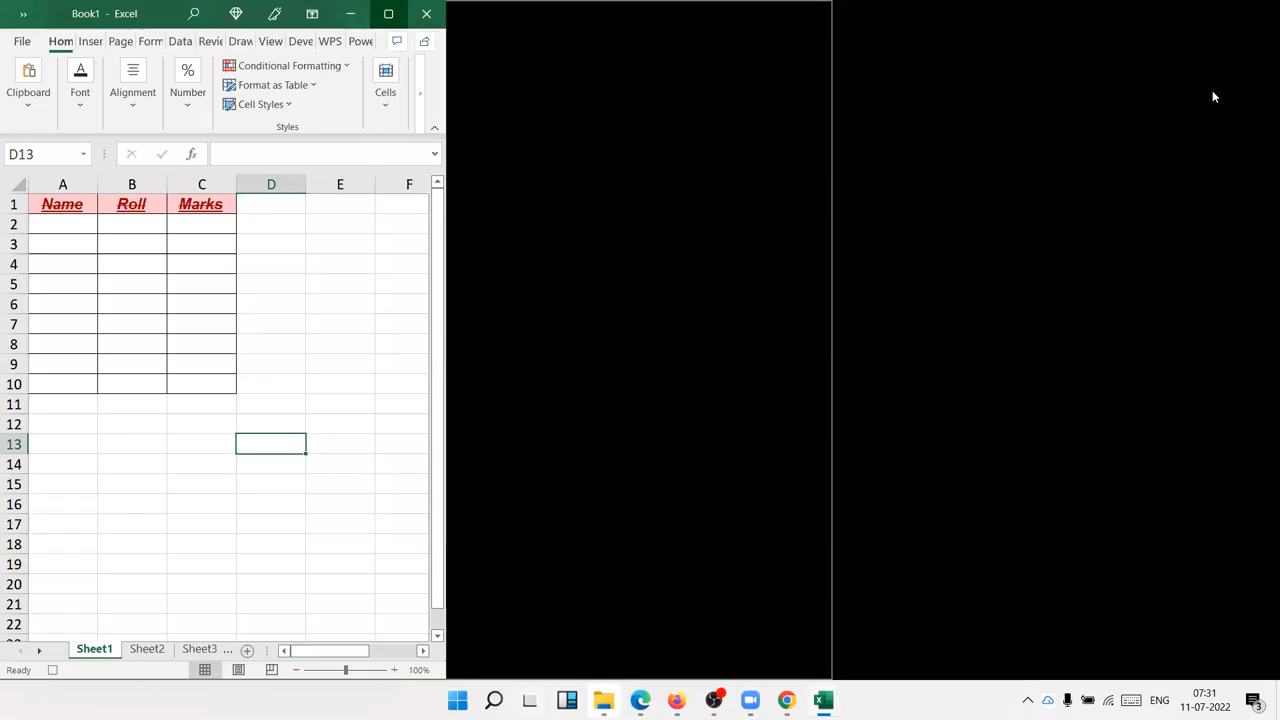 Book1 - Excel
File Hom Inser Page Form Data Revie Draw View Deve WPS Powe
Clipboard
Font
Alignment
Number
Conditional Formatting
Format as Table
Cell Styles
Styles
Cells
D13
fx
A B C D E F
1 Name Roll Marks
2
3
4
5
6
7
8
9
10
11
12
13
14
15
16
17
18
19
20
21
22
Sheet1 Sheet2 Sheet3 ...
Ready 100%
ENG
07:31
11-07-2022
3